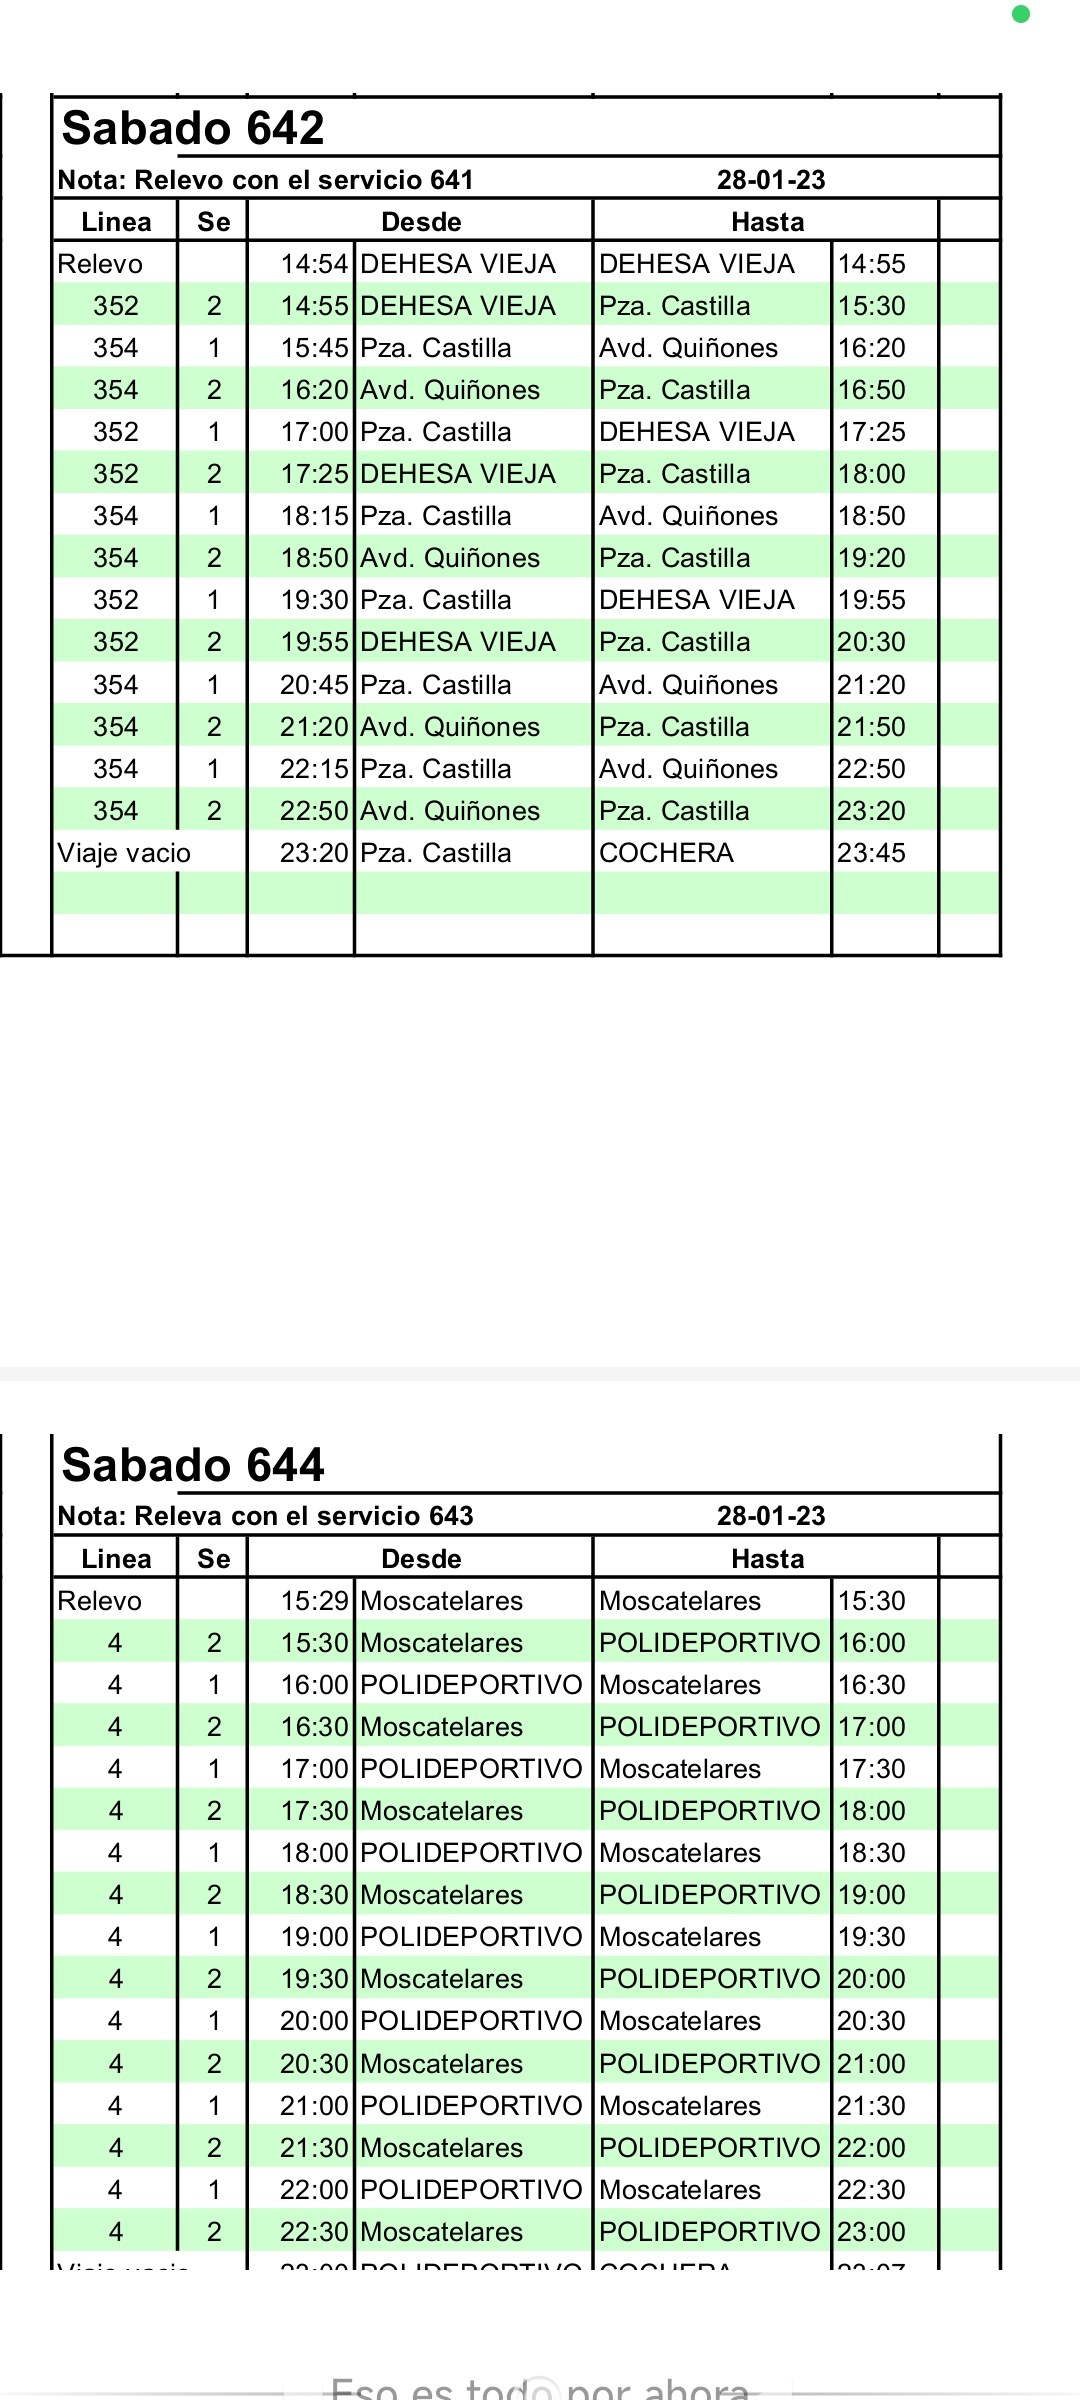 Sabado 642
Nota: Relevo con el servicio 641 28-01-23
Linea Se Desde Hasta
Relevo 14:54 DEHESA VIEJA DEHESA VIEJA 14:55
352 2 14:55 DEHESA VIEJA Pza. Castilla 15:30
354 1 15:45 Pza. Castilla Avd. Quiñones 16:20
354 2 16:20 Avd. Quiñones Pza. Castilla 16:50
352 1 17:00 Pza. Castilla DEHESA VIEJA 17:25
352 2 17:25 DEHESA VIEJA Pza. Castilla 18:00
354 1 18:15 Pza. Castilla Avd. Quiñones 18:50
354 2 18:50 Avd. Quiñones Pza. Castilla 19:20
352 1 19:30 Pza. Castilla DEHESA VIEJA 19:55
352 2 19:55 DEHESA VIEJA Pza. Castilla 20:30
354 1 20:45 Pza. Castilla Avd. Quiñones 21:20
354 2 21:20 Avd. Quiñones Pza. Castilla 21:50
354 1 22:15 Pza. Castilla Avd. Quiñones 22:50
354 2 22:50 Avd. Quiñones Pza. Castilla 23:20
Viaje vacio 23:20 Pza. Castilla COCHERA 23:45
Sabado 644
Nota: Releva con el servicio 643 28-01-23
Linea Se Desde Hasta
Relevo 15:29 Moscatelares Moscatelares 15:30
4 2 15:30 Moscatelares POLIDEPORTIVO 16:00
4 1 16:00 POLIDEPORTIVO Moscatelares 16:30
4 2 16:30 Moscatelares POLIDEPORTIVO 17:00
4 1 17:00 POLIDEPORTIVO Moscatelares 17:30
4 2 17:30 Moscatelares POLIDEPORTIVO 18:00
4 1 18:00 POLIDEPORTIVO Moscatelares 18:30
4 2 18:30 Moscatelares POLIDEPORTIVO 19:00
4 1 19:00 POLIDEPORTIVO Moscatelares 19:30
4 2 19:30 Moscatelares POLIDEPORTIVO 20:00
4 1 20:00 POLIDEPORTIVO Moscatelares 20:30
4 2 20:30 Moscatelares POLIDEPORTIVO 21:00
4 1 21:00 POLIDEPORTIVO Moscatelares 21:30
4 2 21:30 Moscatelares POLIDEPORTIVO 22:00
4 1 22:00 POLIDEPORTIVO Moscatelares 22:30
4 2 22:30 Moscatelares POLIDEPORTIVO 23:00
Viaje vacio 23:00 POLIDEPORTIVO COCHERA 23:07
Eso es todo por ahora